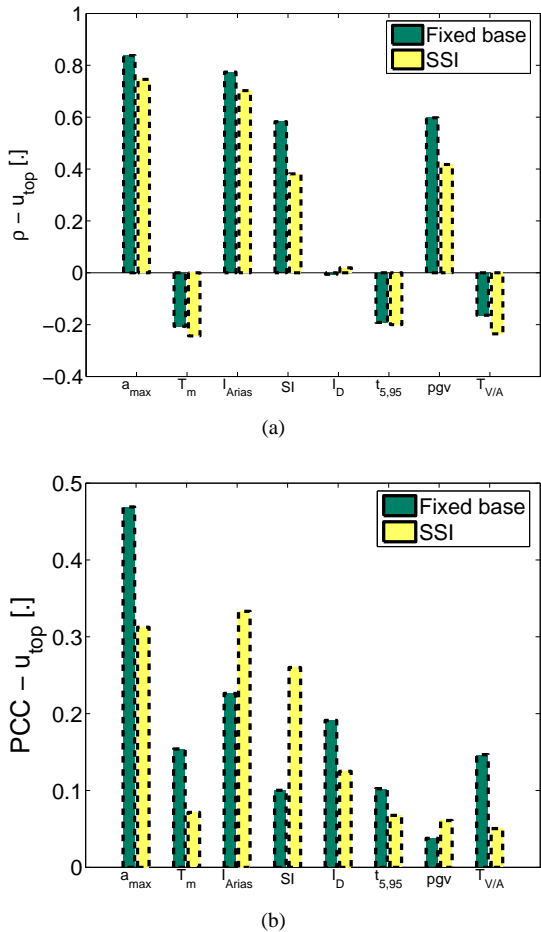 Fixed base
SSI
ρ − u_top [.]
1
0.8
0.6
0.4
0.2
0
−0.2
−0.4
a_max T_m I_Arias SI I_D t_5,95 pgv T_V/A
(a)
Fixed base
SSI
PCC − u_top [.]
0.5
0.4
0.3
0.2
0.1
0
a_max T_m I_Arias SI I_D t_5,95 pgv T_V/A
(b)